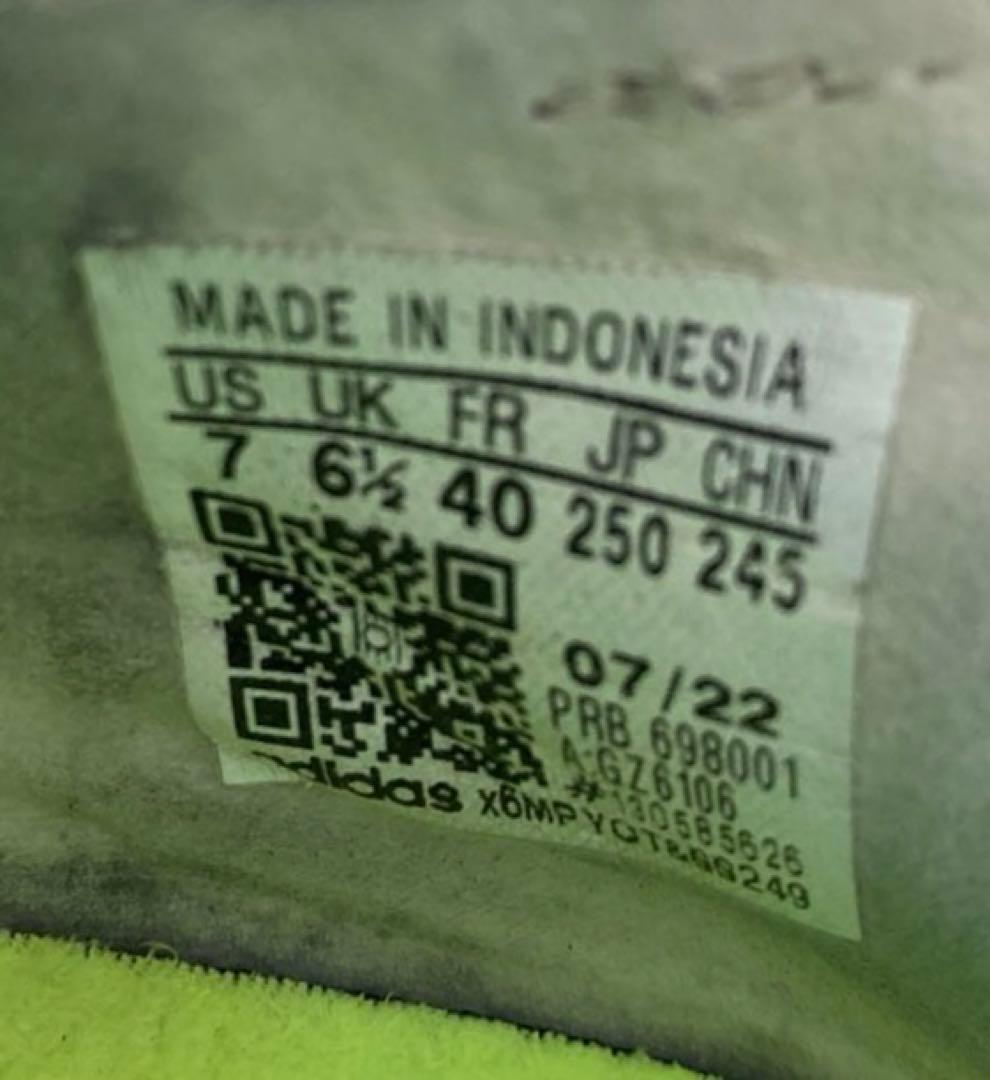 MADE IN INDONESIA
US UK FR JP CHN
7 6½ 40 250 245
07/22
PRB 698001
A:GZ6106
#130585626
adidas